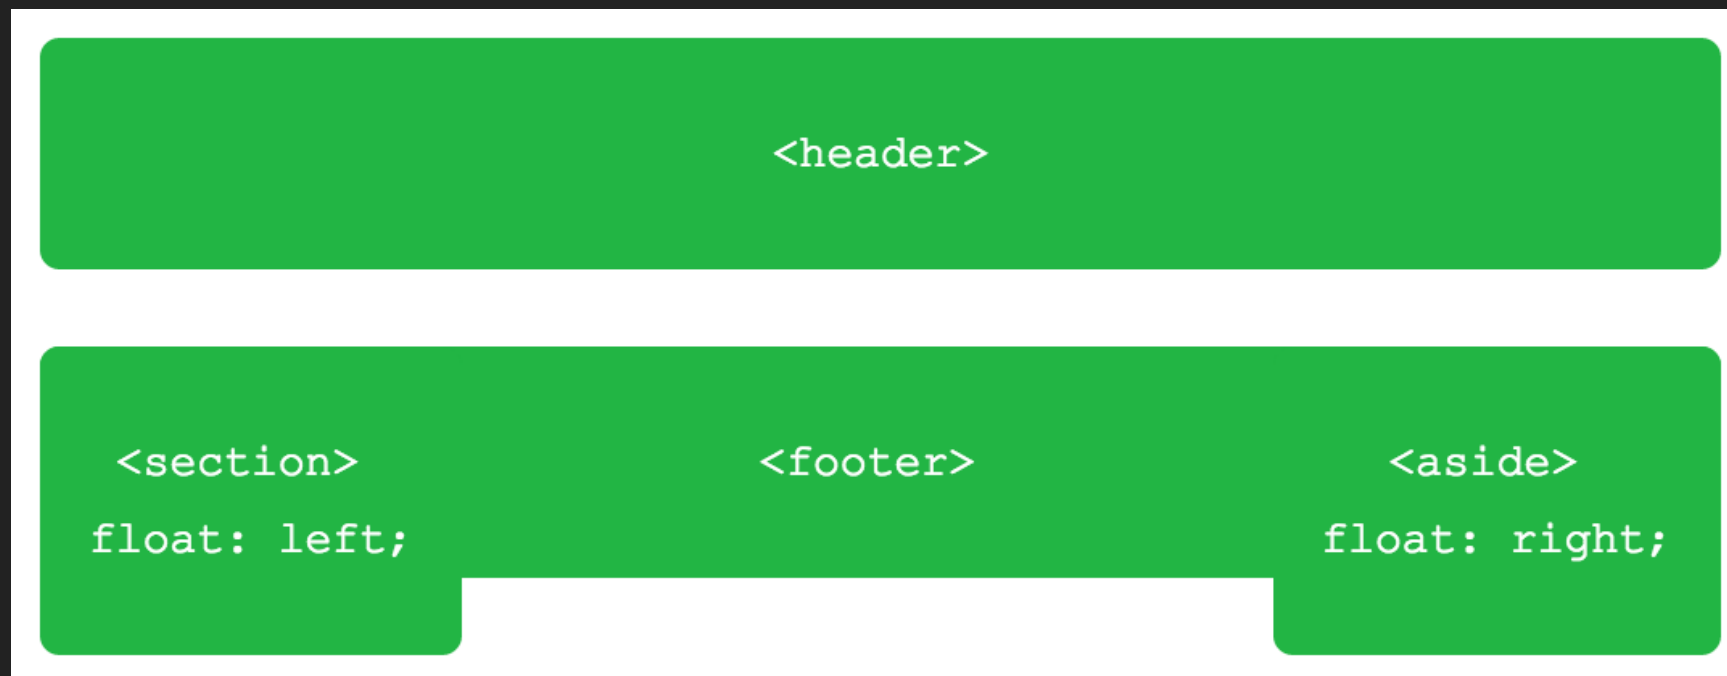 <header>
<section>
float: left;
<footer>
<aside>
float: right;